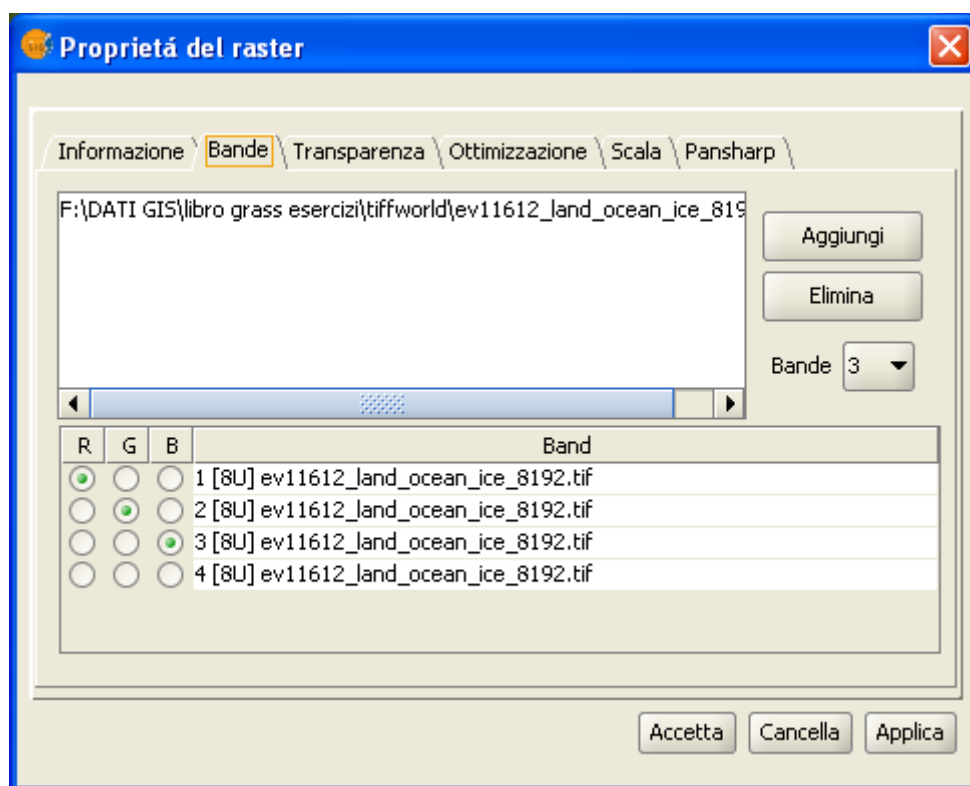 Proprietá del raster
Informazione Bande Transparenza Ottimizzazione Scala Pansharp
F:\DATI GIS\libro grass esercizi\tiffworld\ev11612_land_ocean_ice_819
Aggiungi
Elimina
Bande 3
R G B Band
1 [8U] ev11612_land_ocean_ice_8192.tif
2 [8U] ev11612_land_ocean_ice_8192.tif
3 [8U] ev11612_land_ocean_ice_8192.tif
4 [8U] ev11612_land_ocean_ice_8192.tif
Accetta Cancella Applica